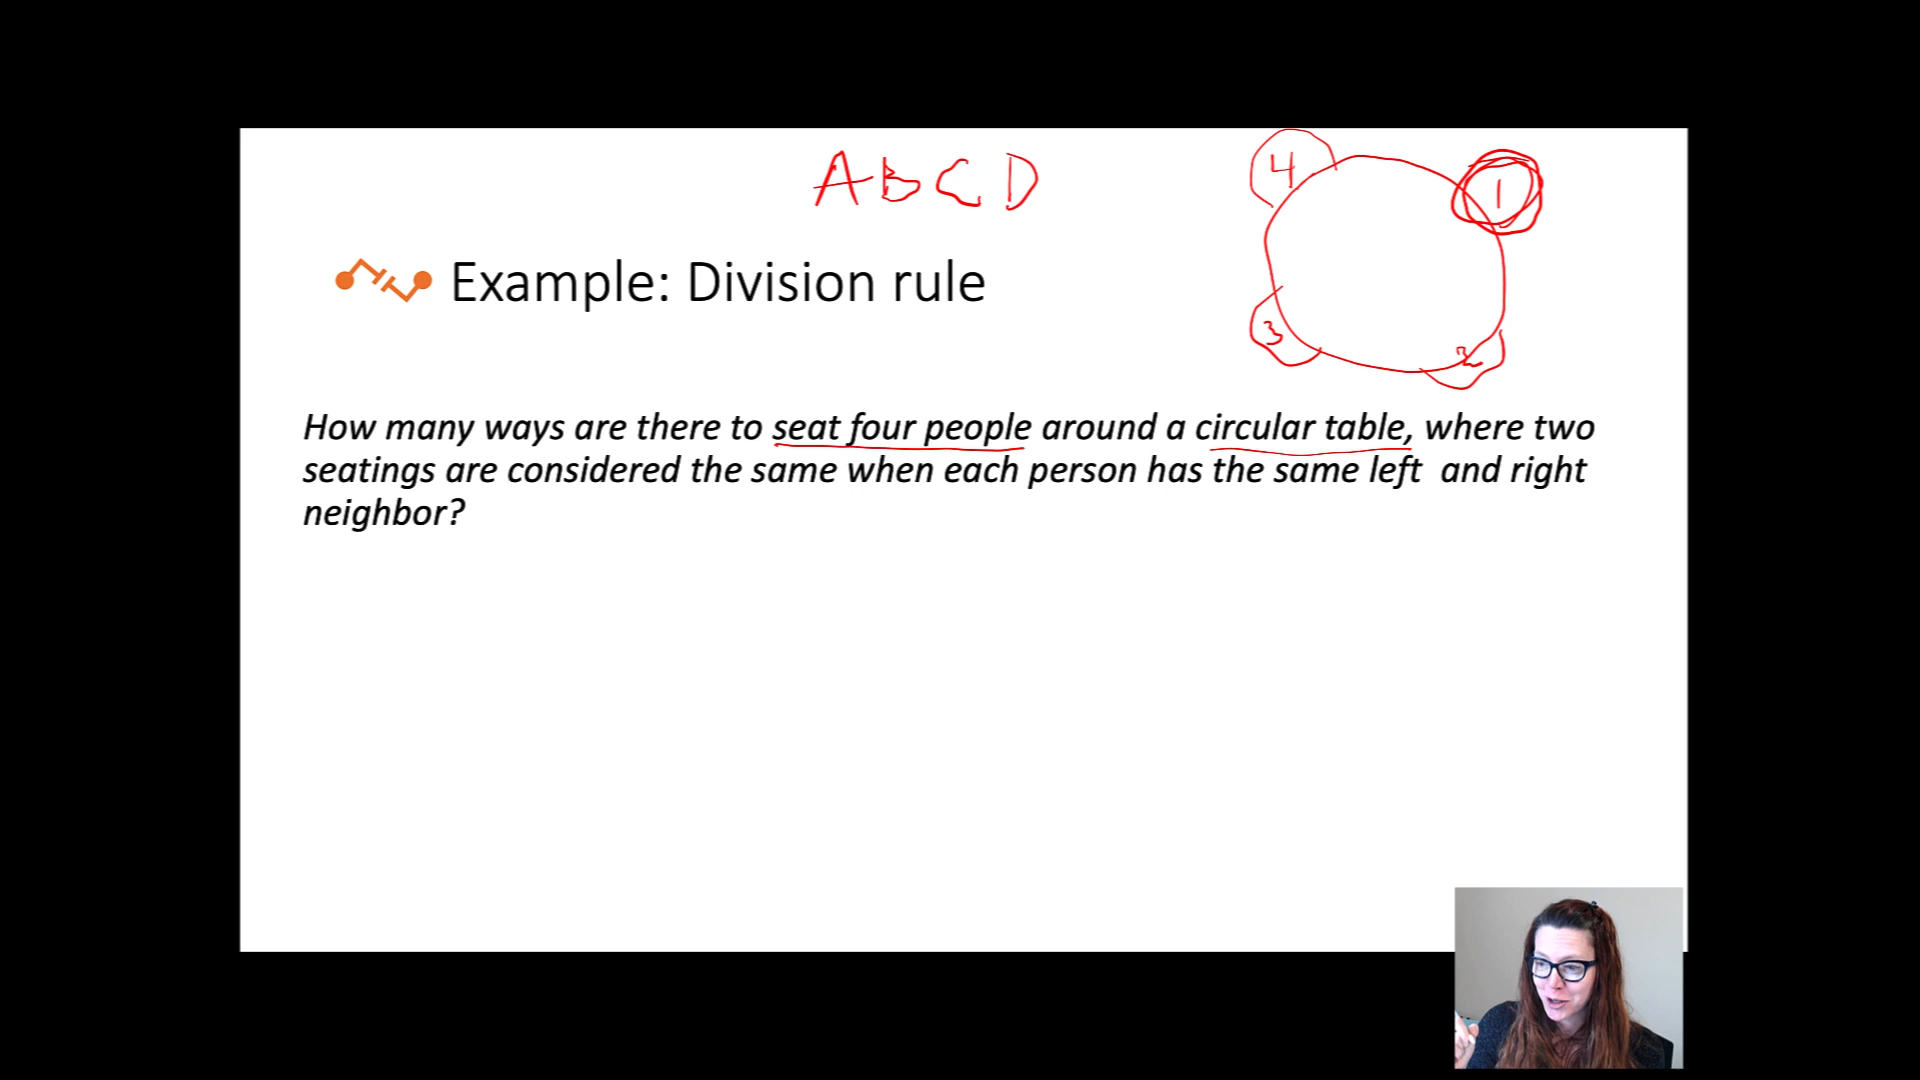 A B C D
4
1
Example: Division rule
3
2
How many ways are there to seat four people around a circular table, where two
seatings are considered the same when each person has the same left and right
neighbor?